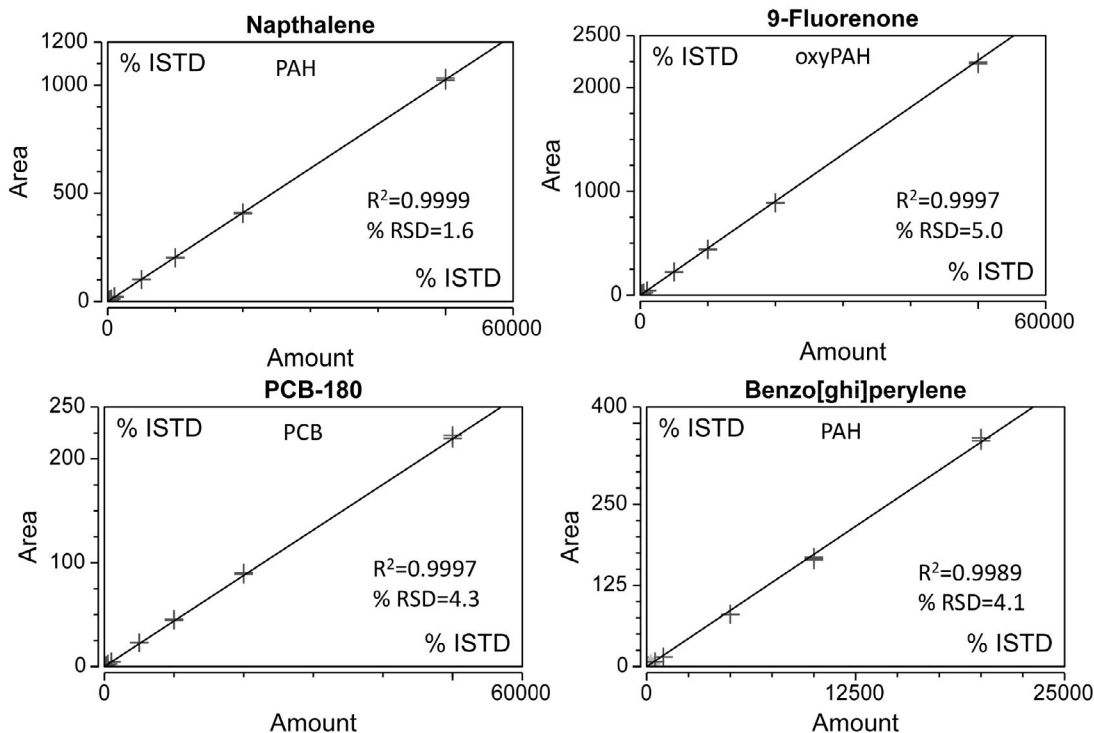 Napthalene
% ISTD
PAH
1200
1000
500
0
Area
R²=0.9999
% RSD=1.6
% ISTD
0
60000
Amount
9-Fluorenone
% ISTD
oxyPAH
2500
2000
1000
0
Area
R²=0.9997
% RSD=5.0
% ISTD
0
60000
Amount
PCB-180
% ISTD
PCB
250
200
100
0
Area
R²=0.9997
% RSD=4.3
% ISTD
0
60000
Amount
Benzo[ghi]perylene
% ISTD
PAH
400
250
125
0
Area
R²=0.9989
% RSD=4.1
% ISTD
0
12500
25000
Amount